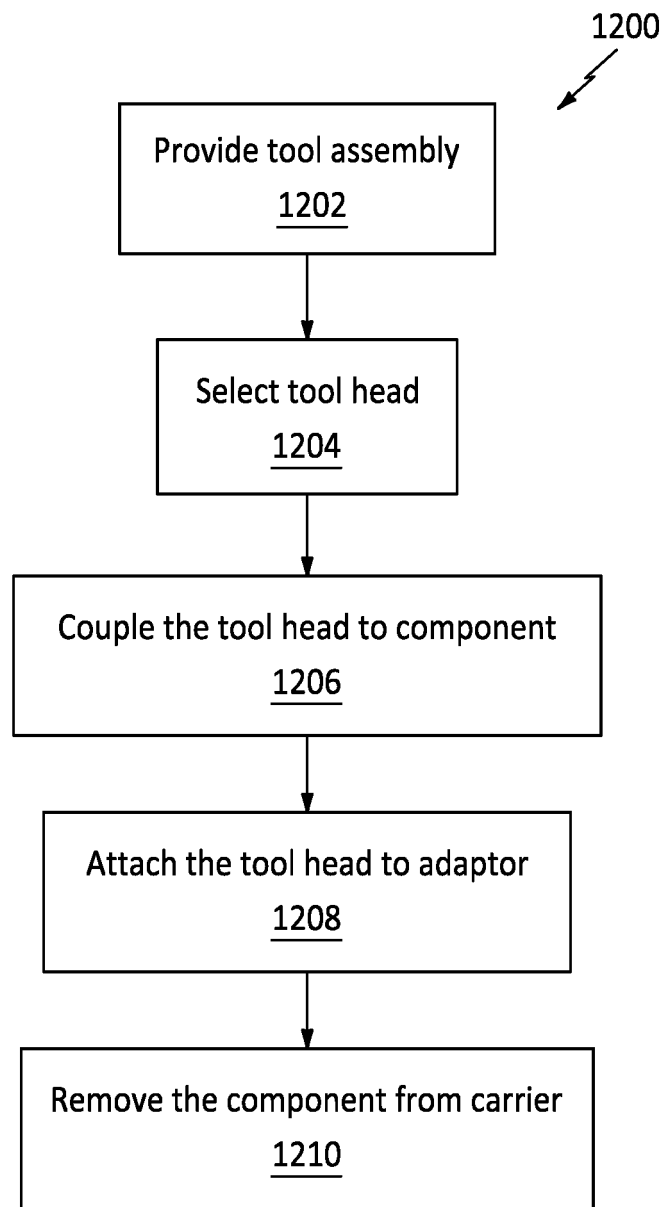 1200
Provide tool assembly
1202
Select tool head
1204
Couple the tool head to component
1206
Attach the tool head to adaptor
1208
Remove the component from carrier
1210